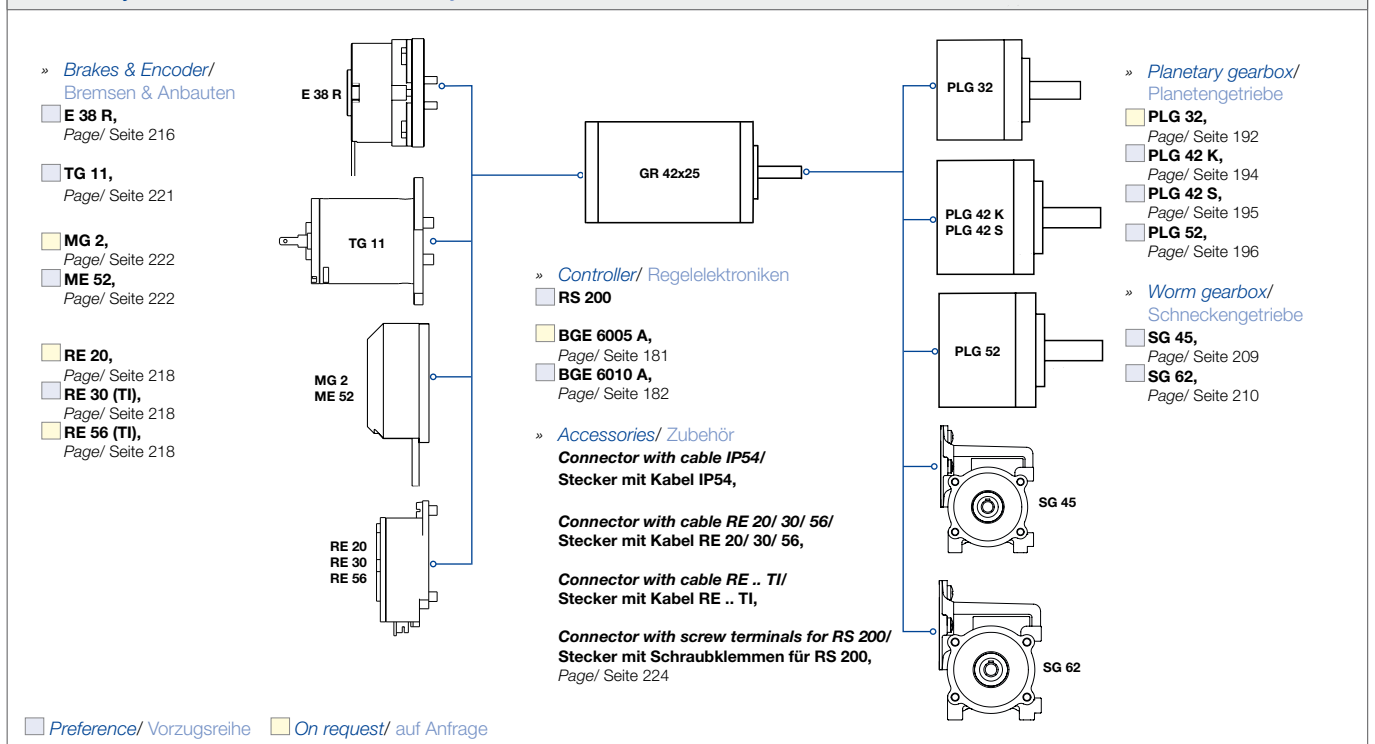 » Brakes & Encoder/
Bremsen & Anbauten
E 38 R,
Page/ Seite 216
TG 11,
Page/ Seite 221
MG 2,
Page/ Seite 222
ME 52,
Page/ Seite 222
RE 20,
Page/ Seite 218
RE 30 (TI),
Page/ Seite 218
RE 56 (TI),
Page/ Seite 218
E 38 R
TG 11
MG 2
ME 52
RE 20
RE 30
RE 56
GR 42x25
» Controller/ Regelelektroniken
RS 200
BGE 6005 A,
Page/ Seite 181
BGE 6010 A,
Page/ Seite 182
» Accessories/ Zubehör
Connector with cable IP54/
Stecker mit Kabel IP54,
Connector with cable RE 20/ 30/ 56/
Stecker mit Kabel RE 20/ 30/ 56,
Connector with cable RE .. TI/
Stecker mit Kabel RE .. TI,
Connector with screw terminals for RS 200/
Stecker mit Schraubklemmen für RS 200,
Page/ Seite 224
PLG 32
PLG 42 K
PLG 42 S
PLG 52
SG 45
SG 62
» Planetary gearbox/
Planetengetriebe
PLG 32,
Page/ Seite 192
PLG 42 K,
Page/ Seite 194
PLG 42 S,
Page/ Seite 195
PLG 52,
Page/ Seite 196
» Worm gearbox/
Schneckengetriebe
SG 45,
Page/ Seite 209
SG 62,
Page/ Seite 210
Preference/ Vorzugsreihe
On request/ auf Anfrage